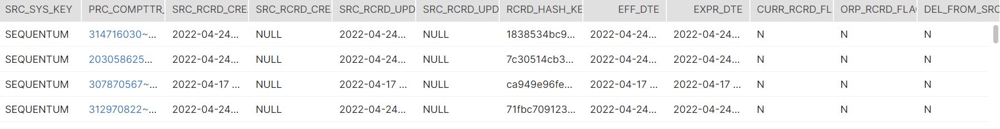 SRC_SYS_KEY PRC_COMPTTR_ SRC_RCRD_CRE SRC_RCRD_CRE SRC_RCRD_UPD SRC_RCRD_UPD RCRD_HASH_KE EFF_DTE EXPR_DTE CURR_RCRD_FL ORP_RCRD_FLA DEL_FROM_SRC
SEQUENTUM 314716030~... 2022-04-24... NULL 2022-04-24... NULL 1838534bc9... 2022-04-24... 2022-04-24... N N N
SEQUENTUM 203058625... 2022-04-24... NULL 2022-04-24... NULL 7c30514cb3... 2022-04-24... 2022-04-24... N N N
SEQUENTUM 307870567~... 2022-04-17 ... NULL 2022-04-17 ... NULL ca949e96fe... 2022-04-17 ... 2022-04-17 ... N N N
SEQUENTUM 312970822~... 2022-04-24... NULL 2022-04-24... NULL 71fbc709123... 2022-04-24... 2022-04-24... N N N